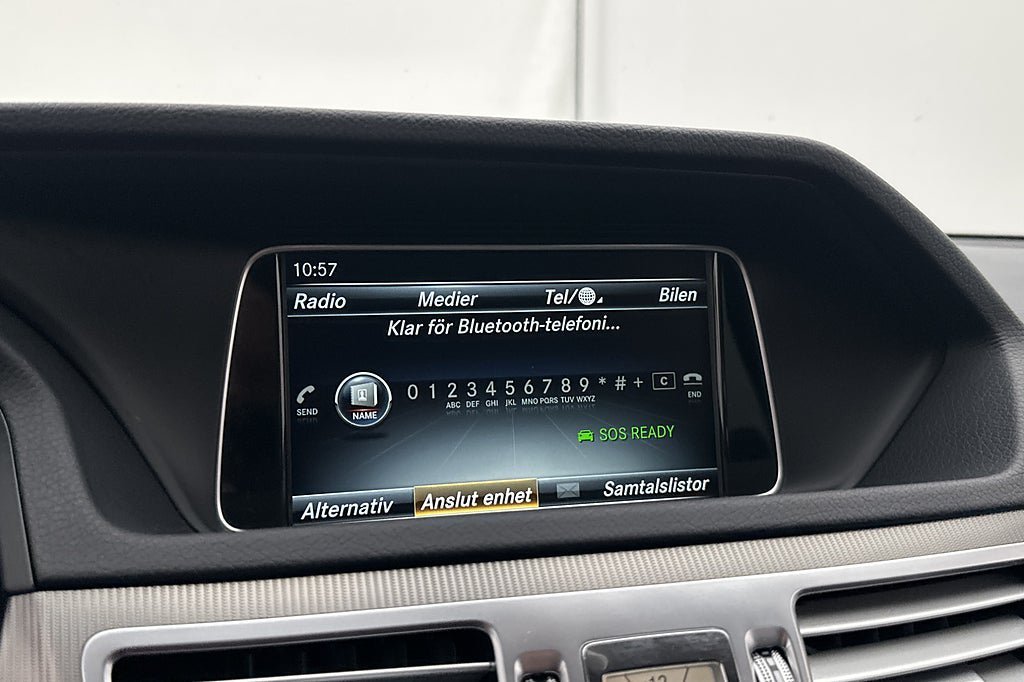 10:57
Radio Medier Tel/ Bilen
Klar för Bluetooth-telefoni...
SEND NAME 0 1 2 3 4 5 6 7 8 9 * # + C END
ABC DEF GHI JKL MNO PQRS TUV WXYZ
SOS READY
Alternativ Anslut enhet Samtalslistor
12